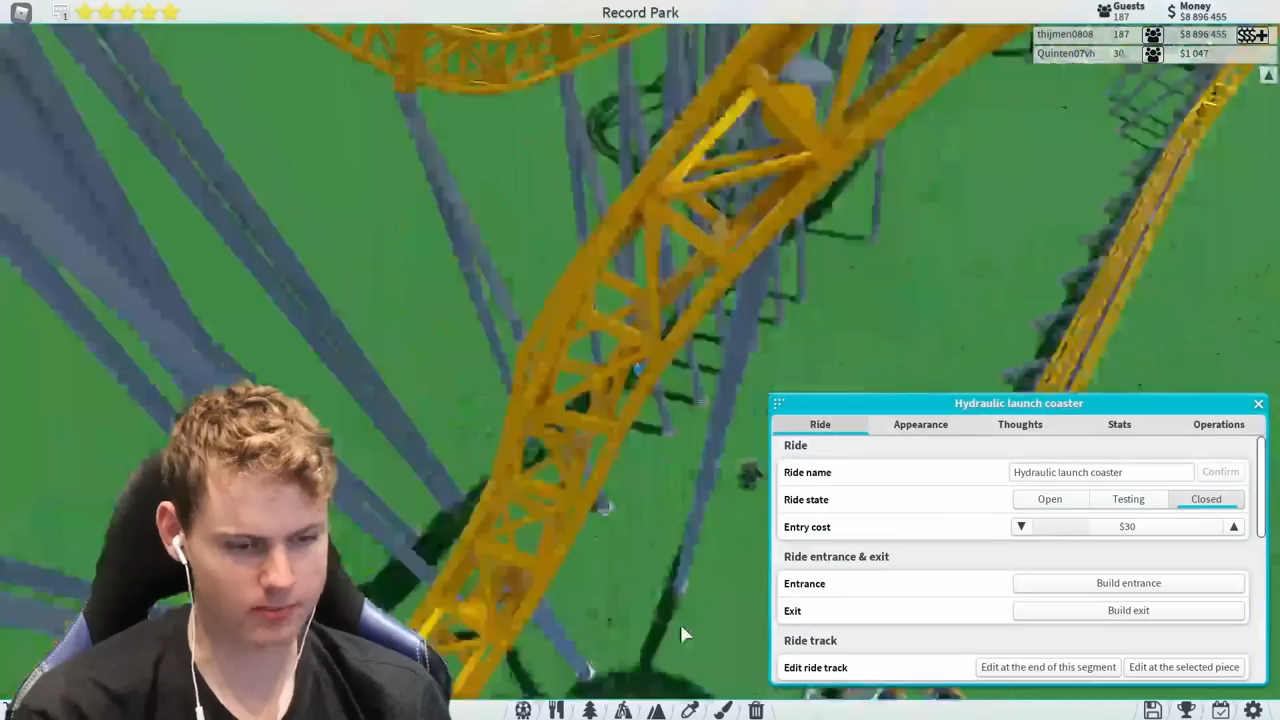 1
Record Park
Guests
187
Money
$8 896 455
thijmen0808 187 $8 896 455 $$$+
Quinten07vh 30 $1 047
Hydraulic launch coaster
Ride Appearance Thoughts Stats Operations
Ride
Ride name Hydraulic launch coaster Confirm
Ride state Open Testing Closed
Entry cost $30
Ride entrance & exit
Entrance Build entrance
Exit Build exit
Ride track
Edit ride track Edit at the end of this segment Edit at the selected piece